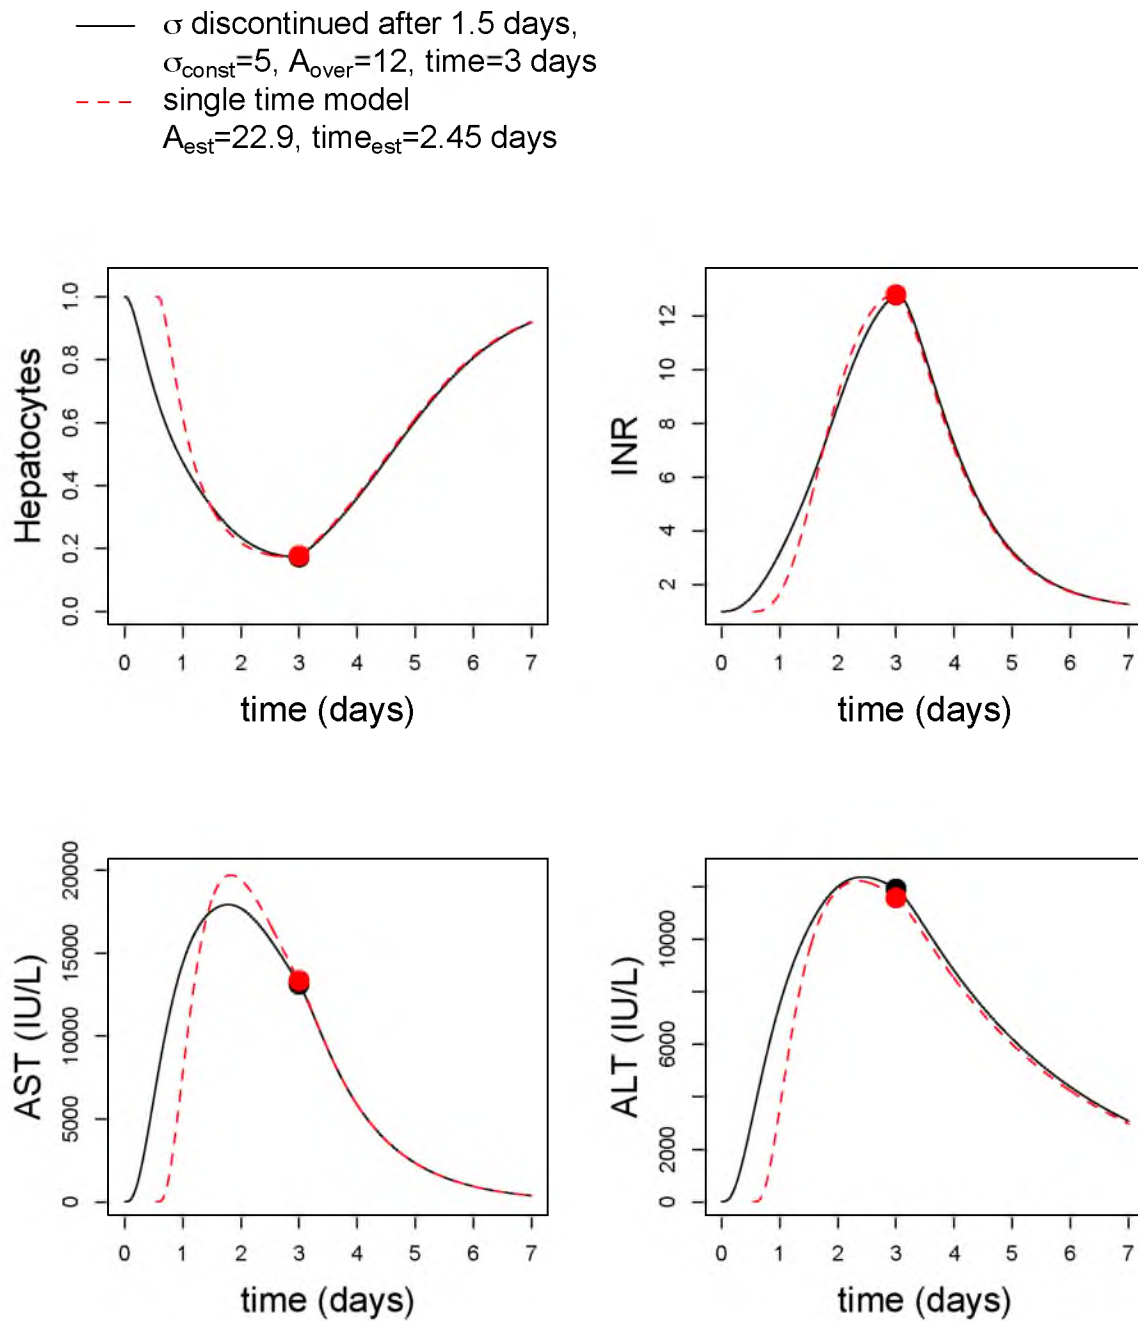 σ discontinued after 1.5 days,
σconst=5, Aover=12, time=3 days
single time model
Aest=22.9, timeest=2.45 days
Hepatocytes
0.0 0.2 0.4 0.6 0.8 1.0
0 1 2 3 4 5 6 7
time (days)
INR
2 4 6 8 10 12
0 1 2 3 4 5 6 7
time (days)
AST (IU/L)
0 5000 10000 15000 20000
0 1 2 3 4 5 6 7
time (days)
ALT (IU/L)
0 2000 6000 10000
0 1 2 3 4 5 6 7
time (days)